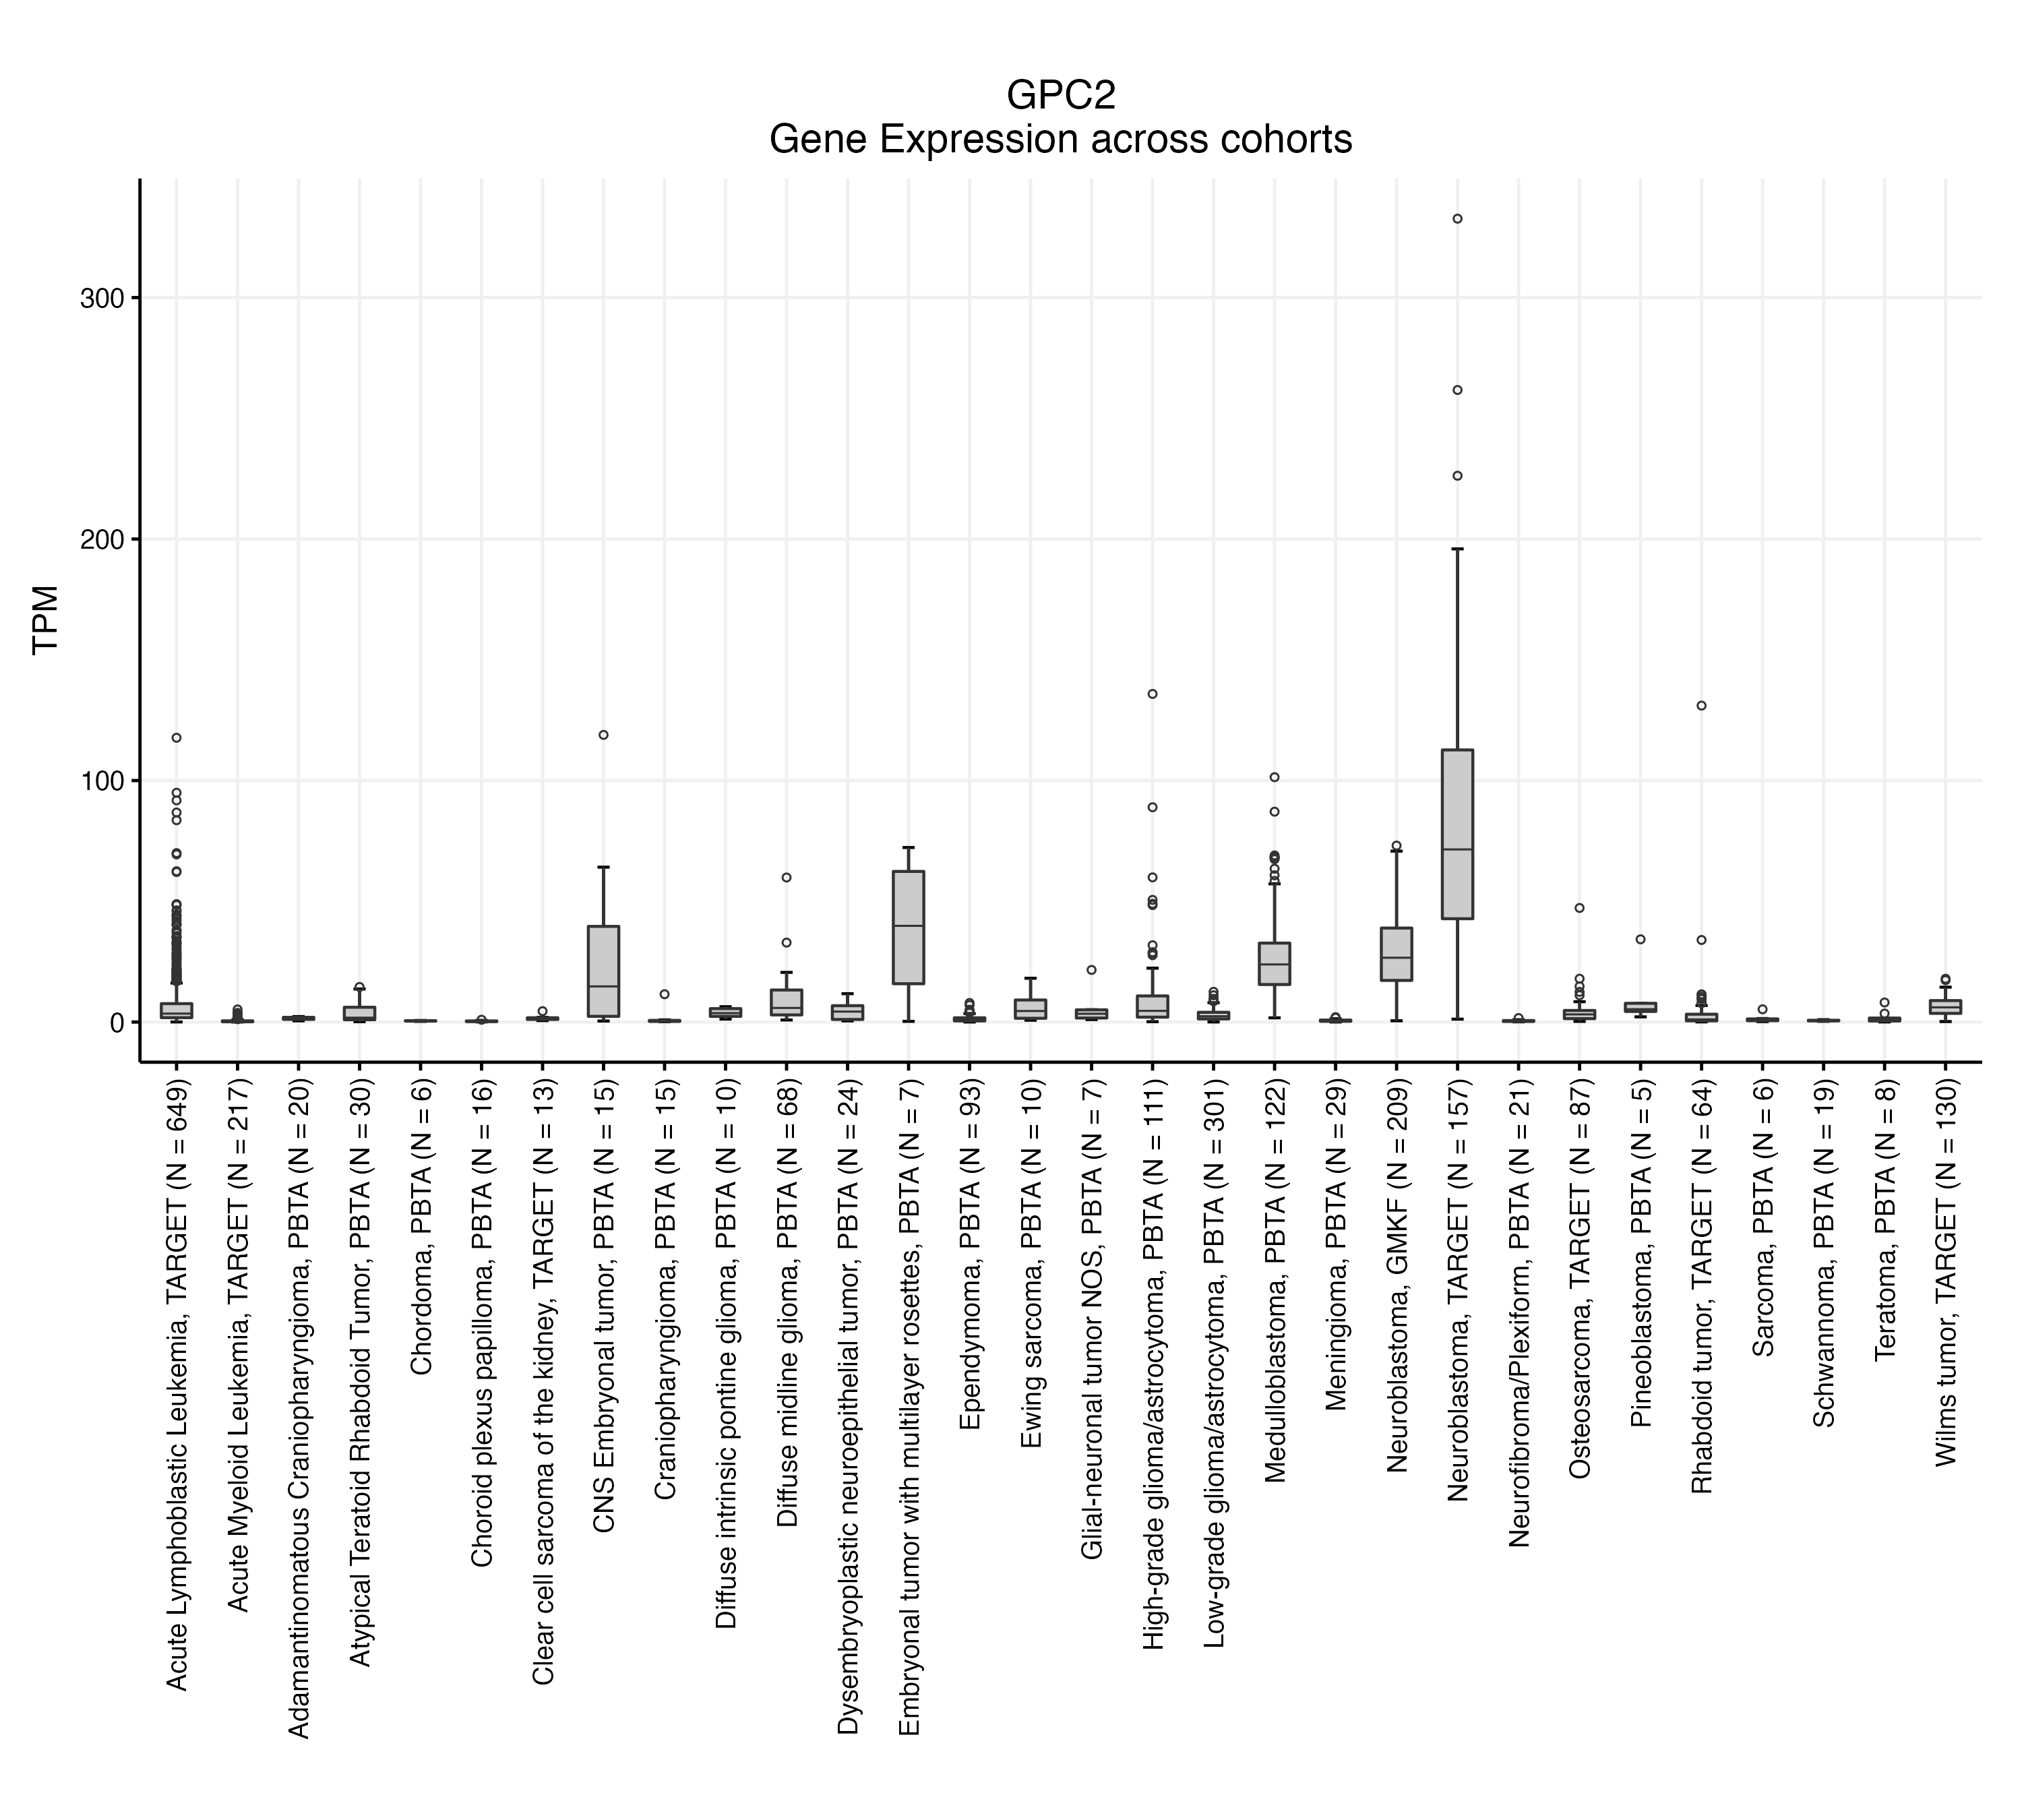 GPC2
Gene Expression across cohorts
TPM
300
200
100
0
Acute Lymphoblastic Leukemia, TARGET (N = 649)
Acute Myeloid Leukemia, TARGET (N = 217)
Adamantinomatous Craniopharyngioma, PBTA (N = 20)
Atypical Teratoid Rhabdoid Tumor, PBTA (N = 30)
Chordoma, PBTA (N = 6)
Choroid plexus papilloma, PBTA (N = 16)
Clear cell sarcoma of the kidney, TARGET (N = 13)
CNS Embryonal tumor, PBTA (N = 15)
Craniopharyngioma, PBTA (N = 15)
Diffuse intrinsic pontine glioma, PBTA (N = 10)
Diffuse midline glioma, PBTA (N = 68)
Dysembryoplastic neuroepithelial tumor, PBTA (N = 24)
Embryonal tumor with multilayer rosettes, PBTA (N = 7)
Ependymoma, PBTA (N = 93)
Ewing sarcoma, PBTA (N = 10)
Glial-neuronal tumor NOS, PBTA (N = 7)
High-grade glioma/astrocytoma, PBTA (N = 111)
Low-grade glioma/astrocytoma, PBTA (N = 301)
Medulloblastoma, PBTA (N = 122)
Meningioma, PBTA (N = 29)
Neuroblastoma, GMKF (N = 209)
Neuroblastoma, TARGET (N = 157)
Neurofibroma/Plexiform, PBTA (N = 21)
Osteosarcoma, TARGET (N = 87)
Pineoblastoma, PBTA (N = 5)
Rhabdoid tumor, TARGET (N = 64)
Sarcoma, PBTA (N = 6)
Schwannoma, PBTA (N = 19)
Teratoma, PBTA (N = 8)
Wilms tumor, TARGET (N = 130)